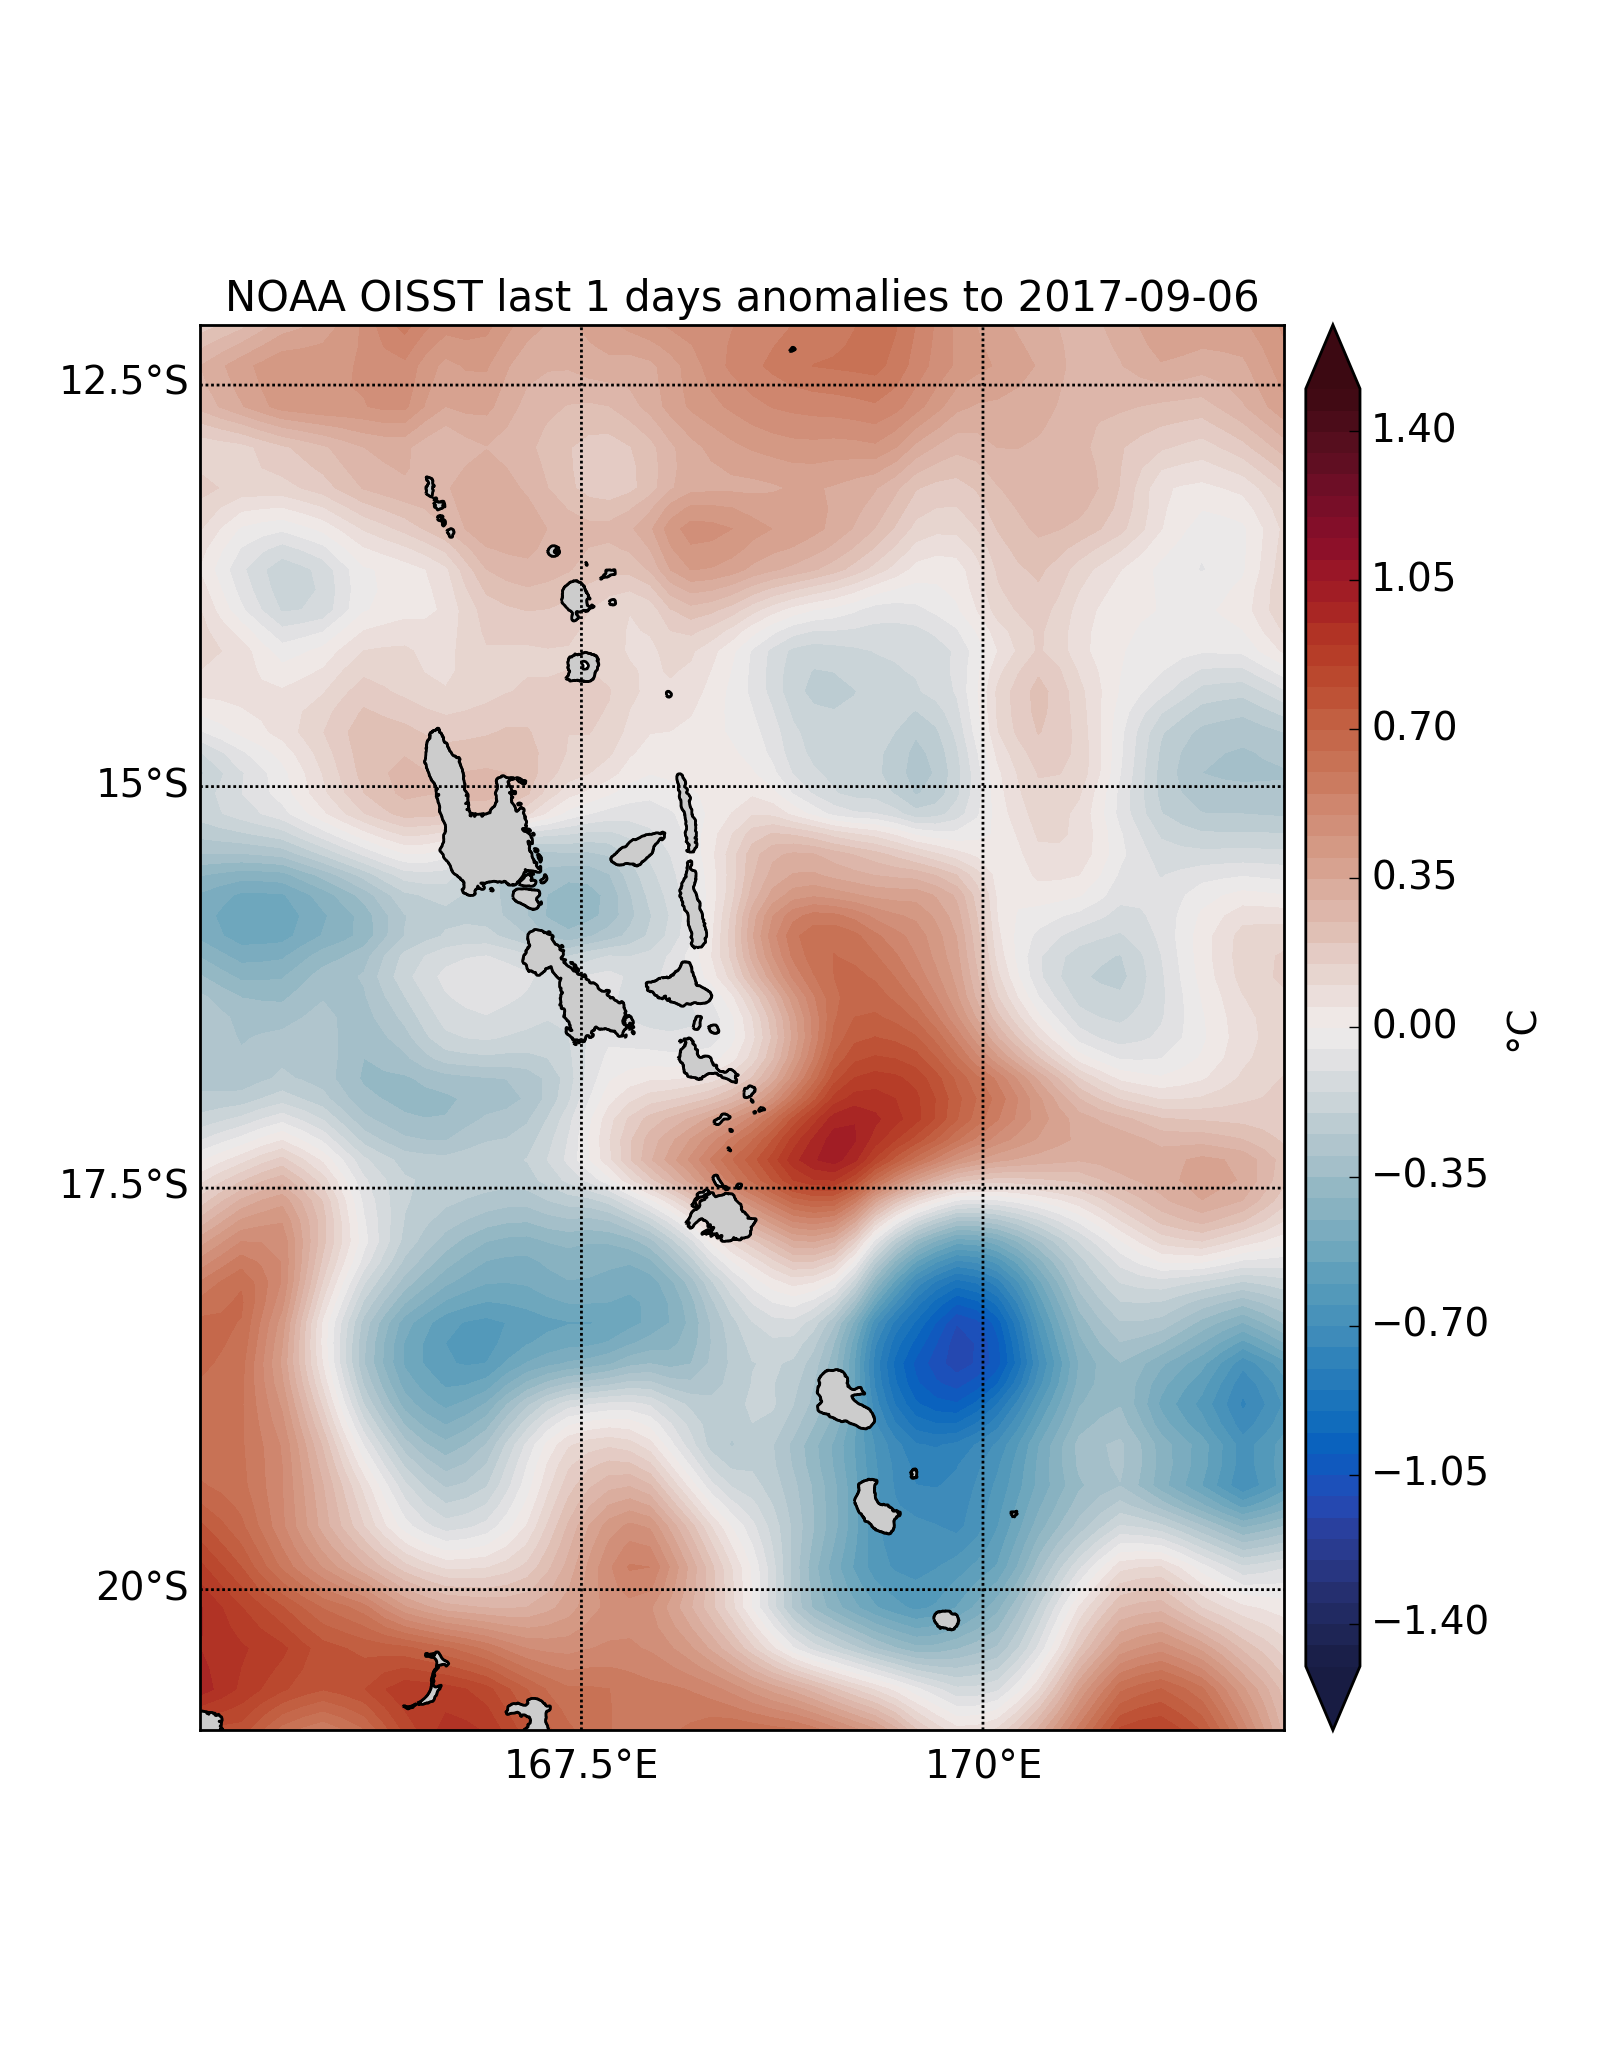 NOAA OISST last 1 days anomalies to 2017-09-06
12.5°S
15°S
17.5°S
20°S
167.5°E
170°E
1.40
1.05
0.70
0.35
0.00
−0.35
−0.70
−1.05
−1.40
°C